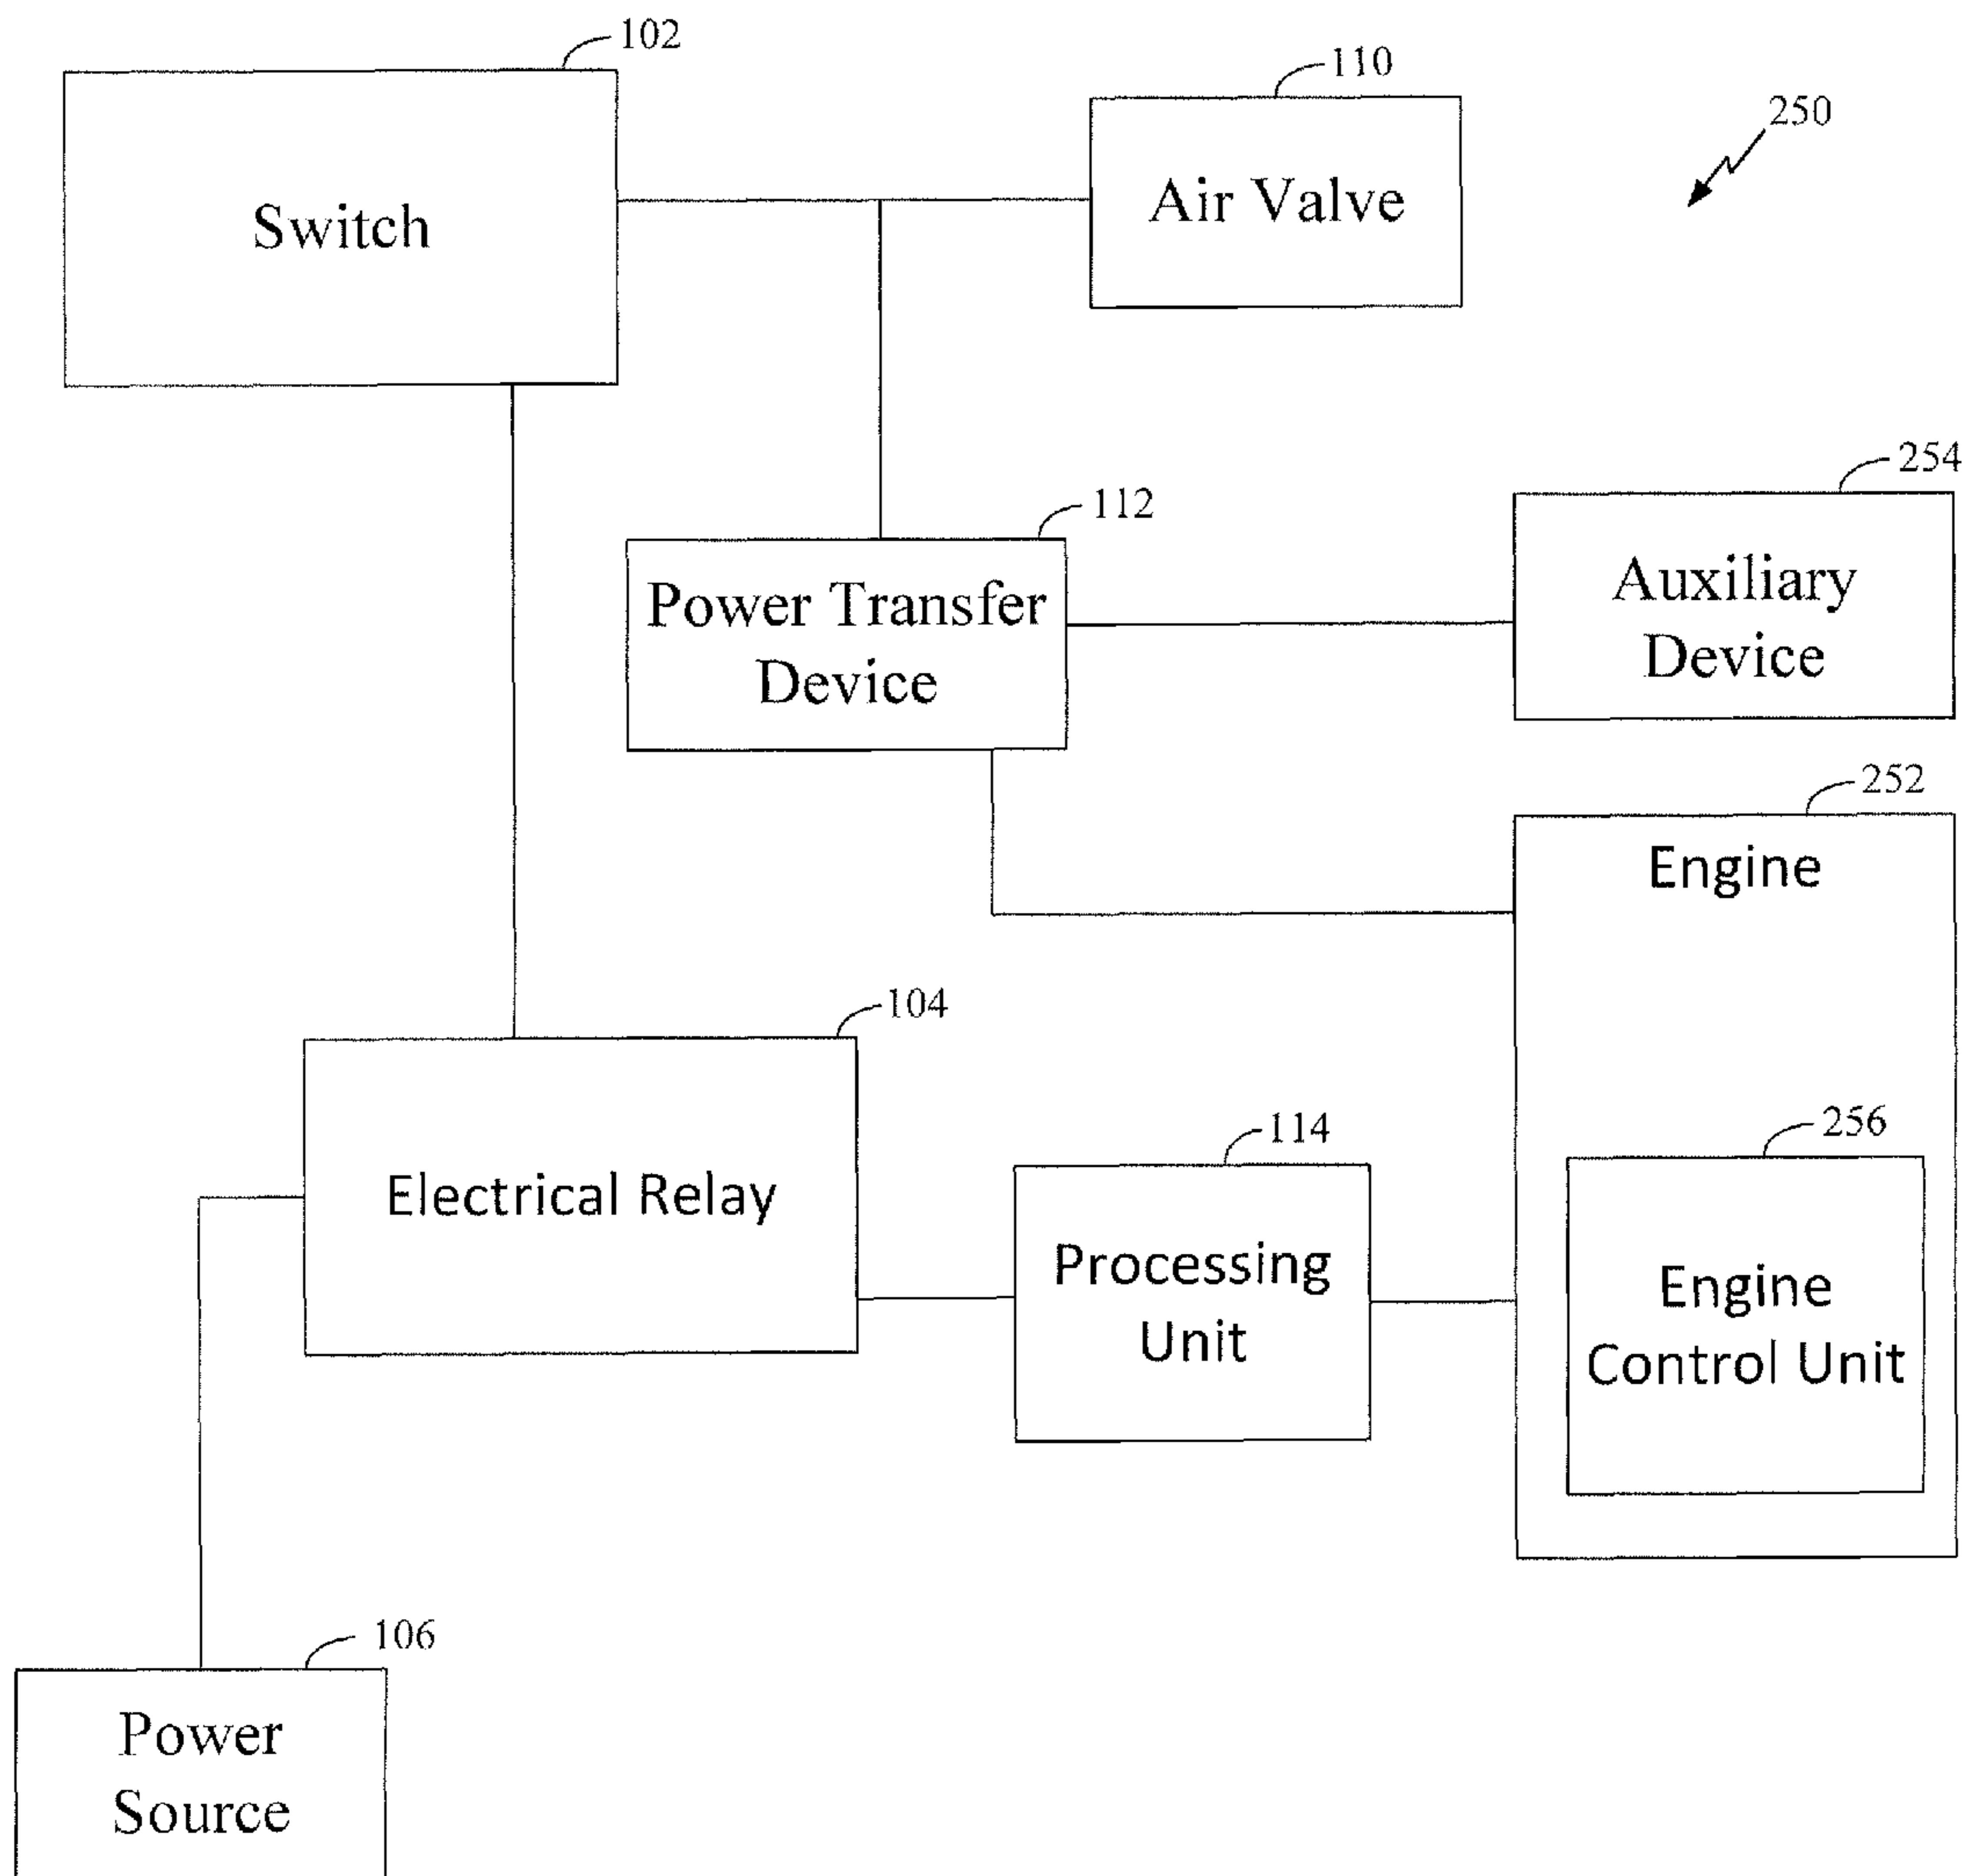 102
110
250
Switch
Air Valve
254
112
Power Transfer
Device
Auxiliary
Device
252
Engine
104
114
256
Electrical Relay
Processing
Unit
Engine
Control Unit
106
Power
Source